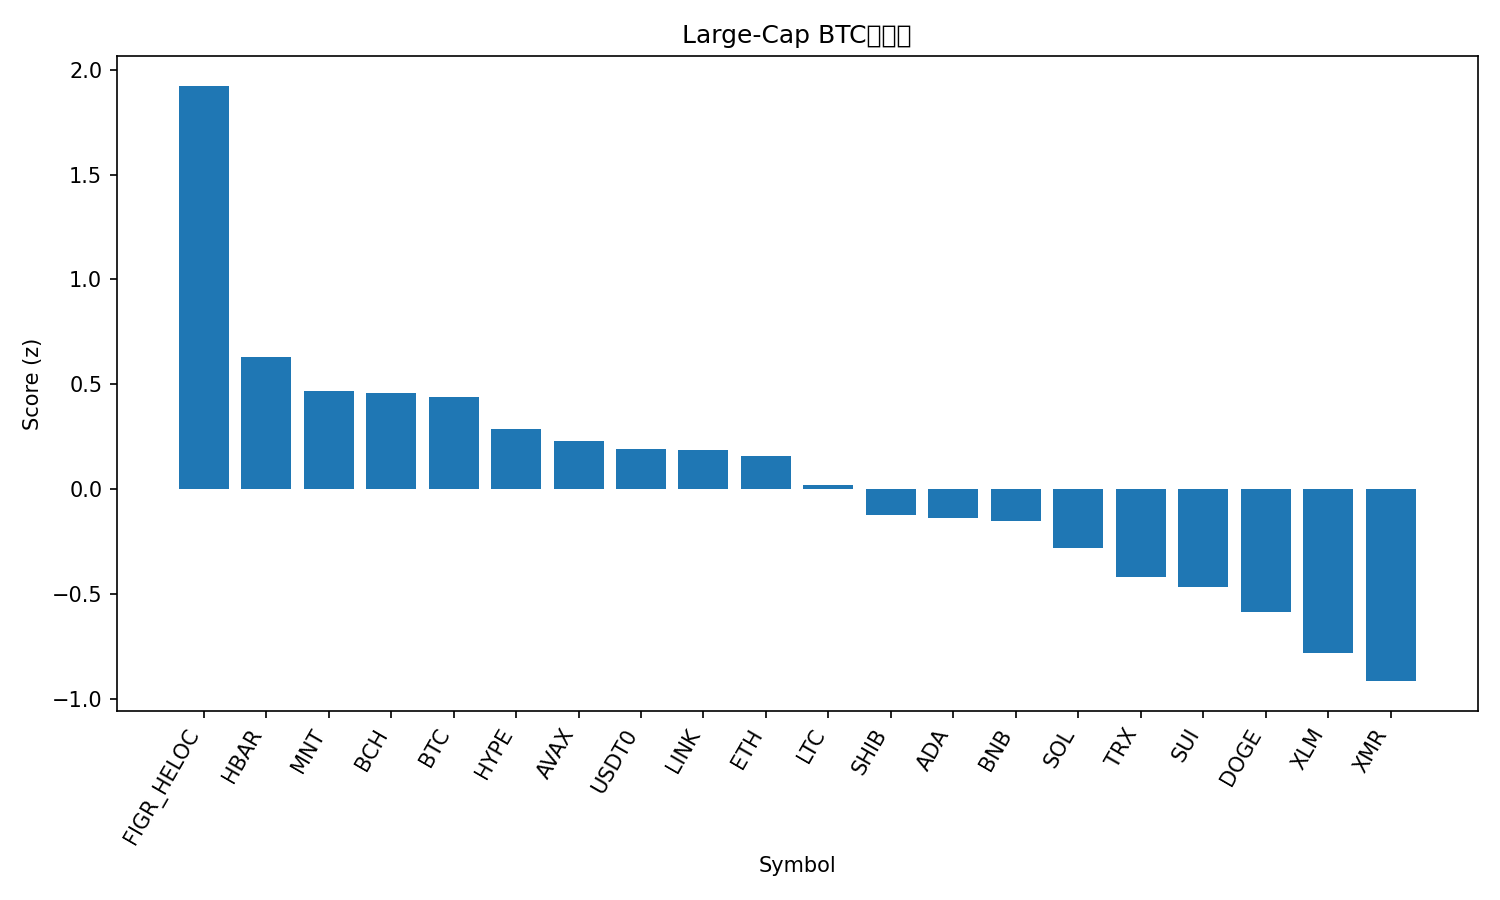 Large-Cap BTC
Score (z)
2.0
1.5
1.0
0.5
0.0
−0.5
−1.0
FIGR_HELOC
HBAR
MNT
BCH
BTC
HYPE
AVAX
USDT0
LINK
ETH
LTC
SHIB
ADA
BNB
SOL
TRX
SUI
DOGE
XLM
XMR
Symbol